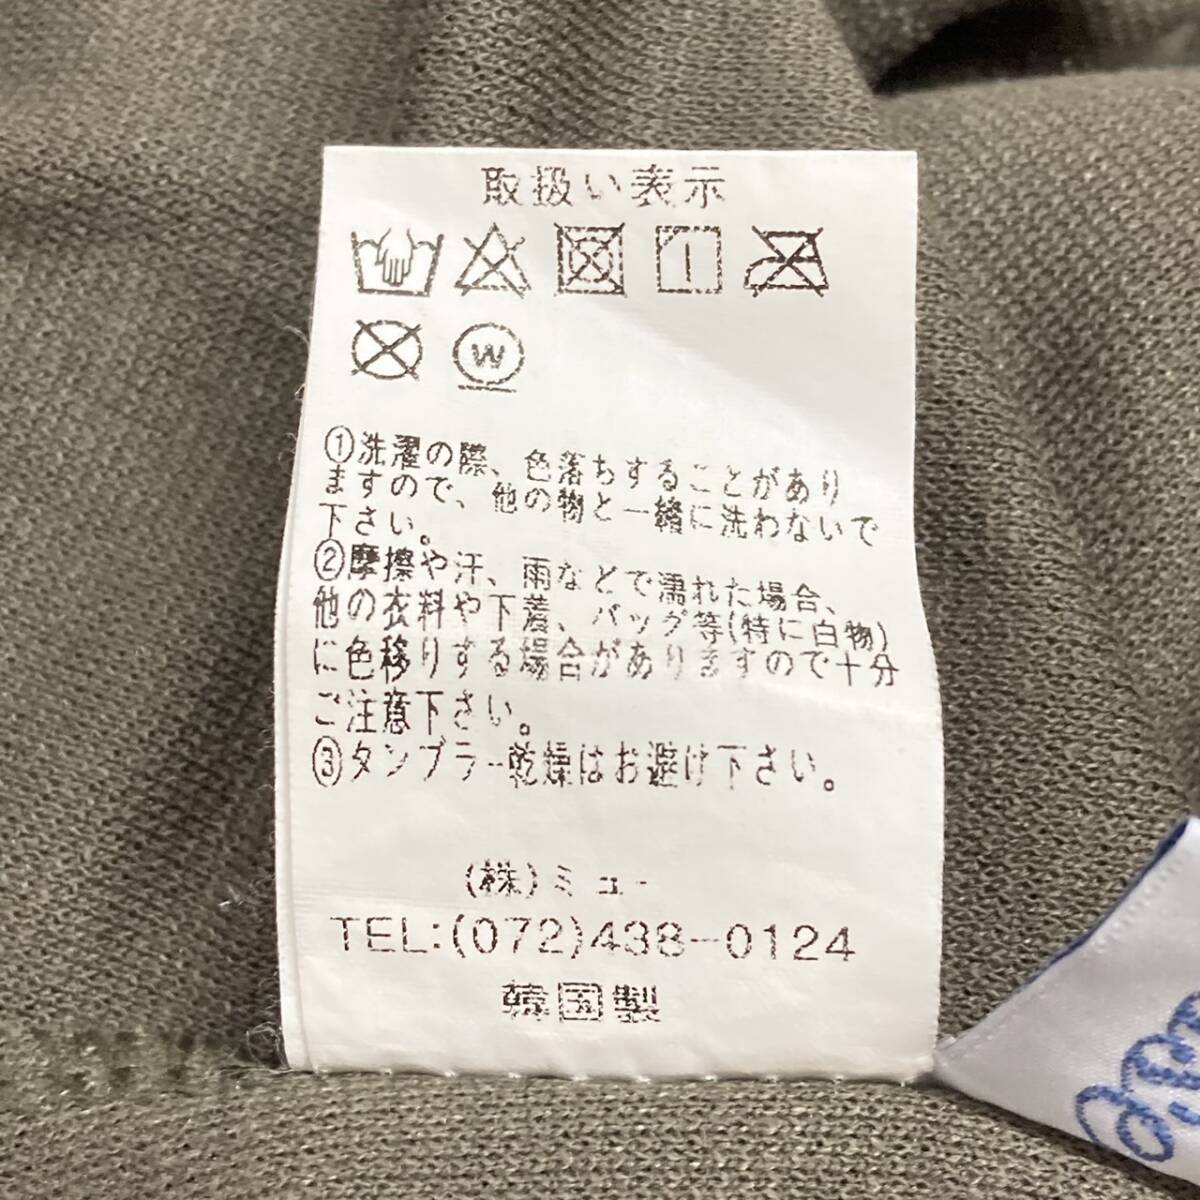 取扱い表示
W
①洗濯の際、色落ちすることがあり
ますので、他の物と一緒に洗わないで
下さい。
②摩擦や汗、雨などで濡れた場合、
他の衣料や下着、バッグ等(特に白物)
に色移りする場合がありますので十分
ご注意下さい。
③タンブラー乾燥はお避け下さい。
(株)ミュー
TEL:(072)438-0124
韓国製